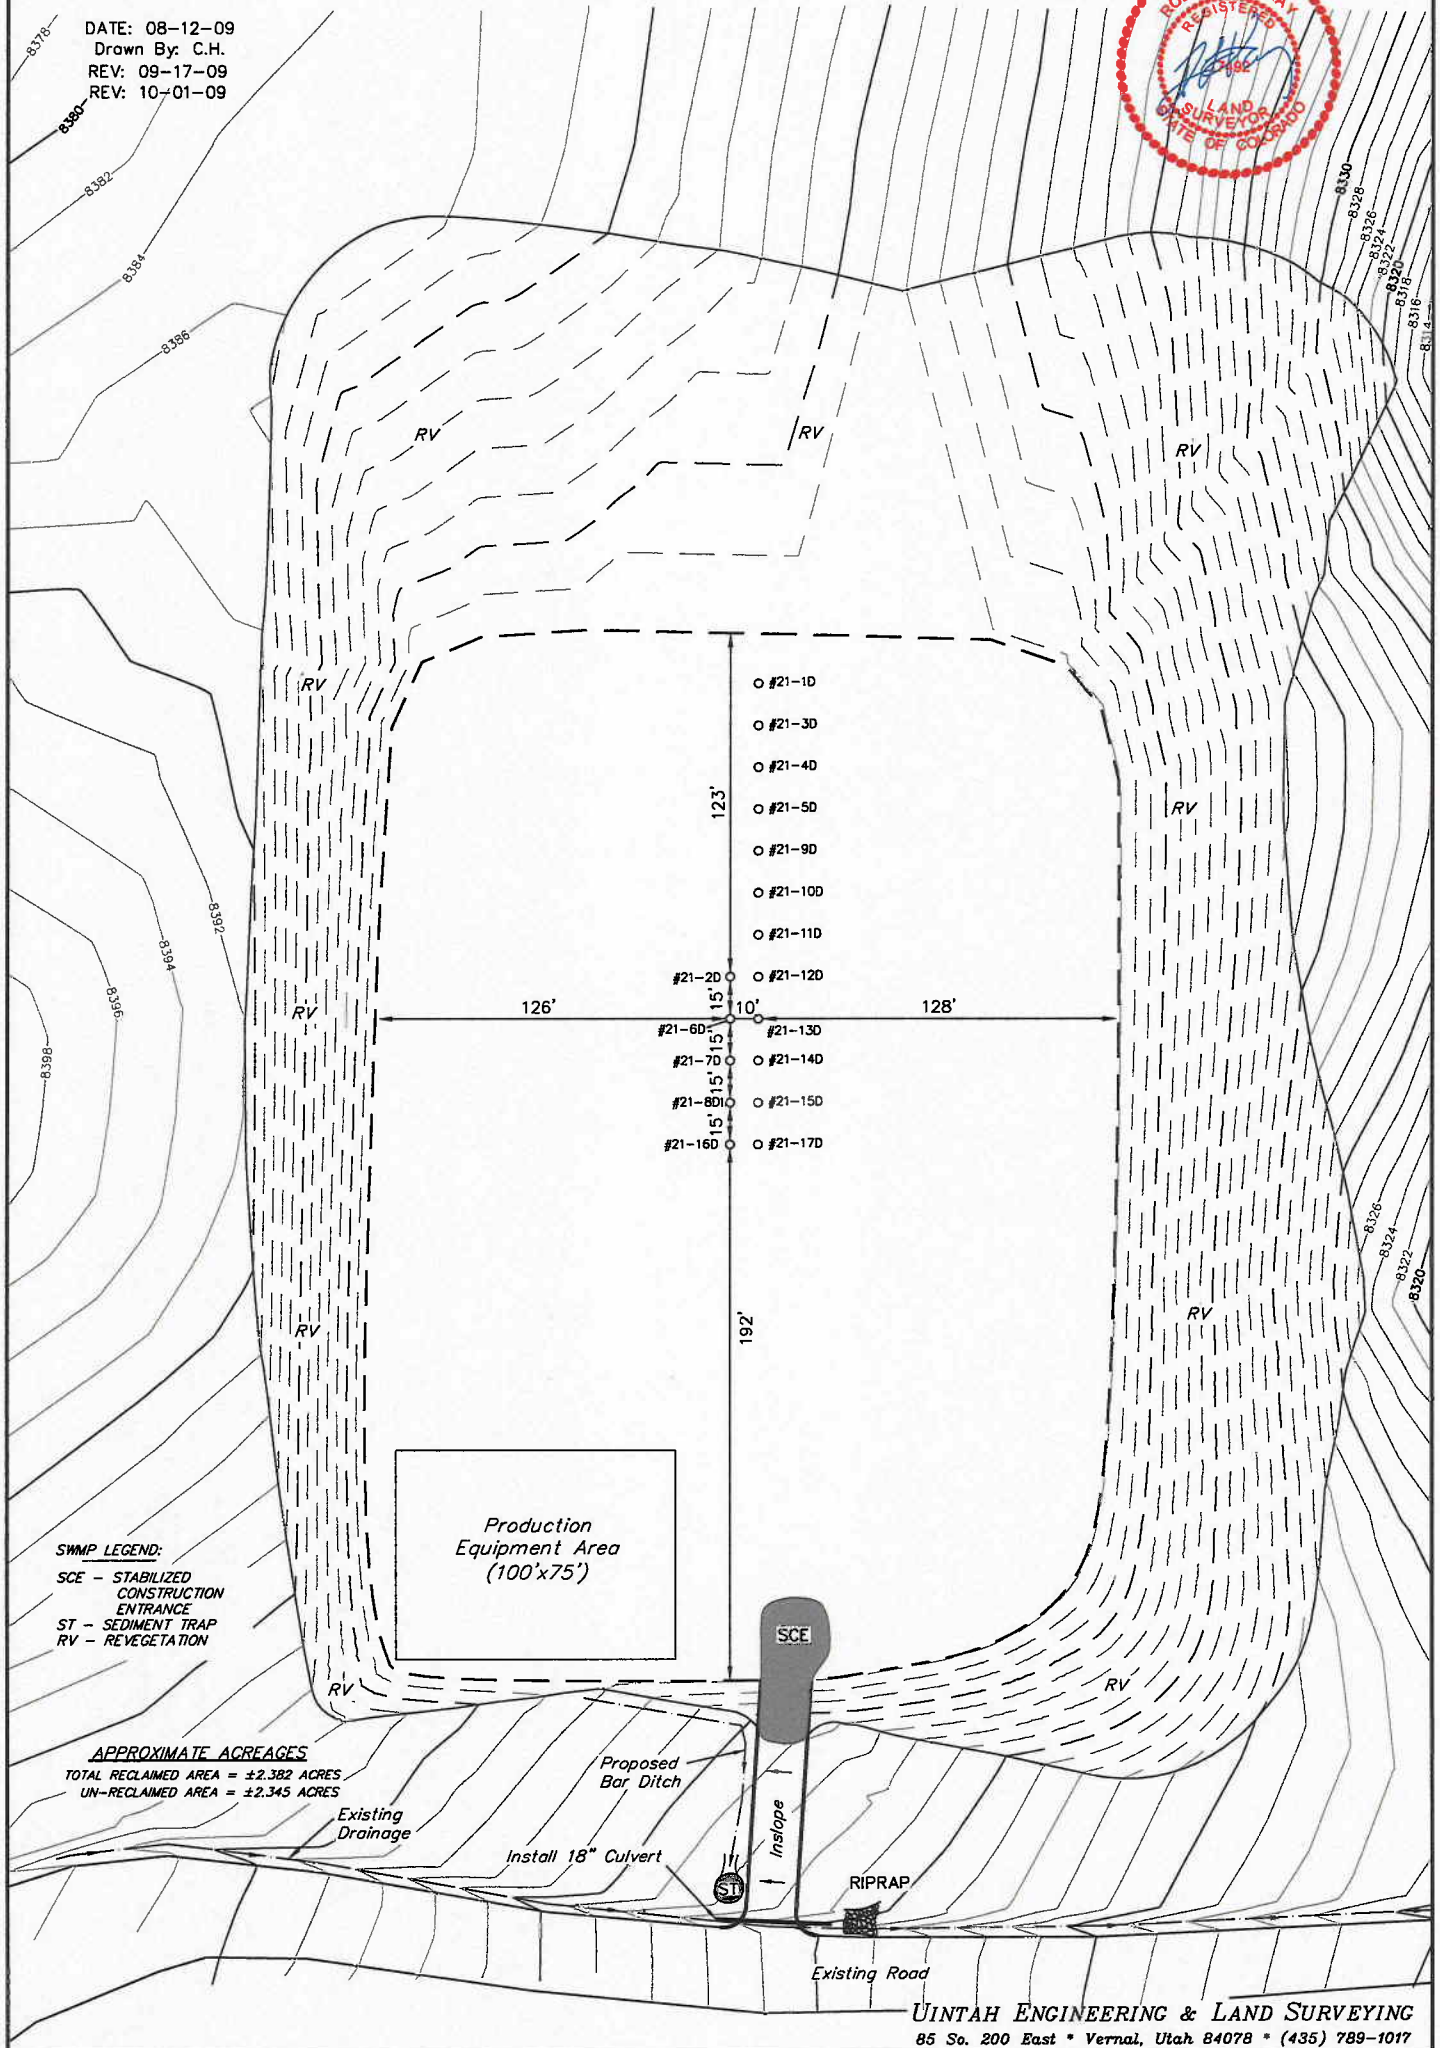 DATE: 08-12-09
Drawn By: C.H.
REV: 09-17-09
REV: 10-01-09
REGISTERED
LAND
SURVEYOR
STATE OF COLORADO
8378
8380
8382
8384
8386
8392
8394
8396
8398
8330
8328
8326
8324
8322
8320
8318
8316
8314
RV
RV
RV
RV
RV
RV
RV
RV
RV
RV
#21-1D
#21-3D
#21-4D
#21-5D
#21-9D
#21-10D
#21-11D
#21-2D
#21-12D
123'
15'
126'
10'
128'
#21-6D
#21-13D
15'
#21-7D
#21-14D
15'
#21-8D
#21-15D
15'
#21-16D
#21-17D
192'
8326
8324
8322
8320
Production
Equipment Area
(100'x75')
SWMP LEGEND:
SCE - STABILIZED
CONSTRUCTION
ENTRANCE
ST - SEDIMENT TRAP
RV - REVEGETATION
SCE
APPROXIMATE ACREAGES
TOTAL RECLAIMED AREA = ±2.382 ACRES
UN-RECLAIMED AREA = ±2.345 ACRES
Proposed
Bar Ditch
Existing
Drainage
Inslope
Install 18" Culvert
ST
RIPRAP
Existing Road
UINTAH ENGINEERING & LAND SURVEYING
85 So. 200 East * Vernal, Utah 84078 * (435) 789-1017